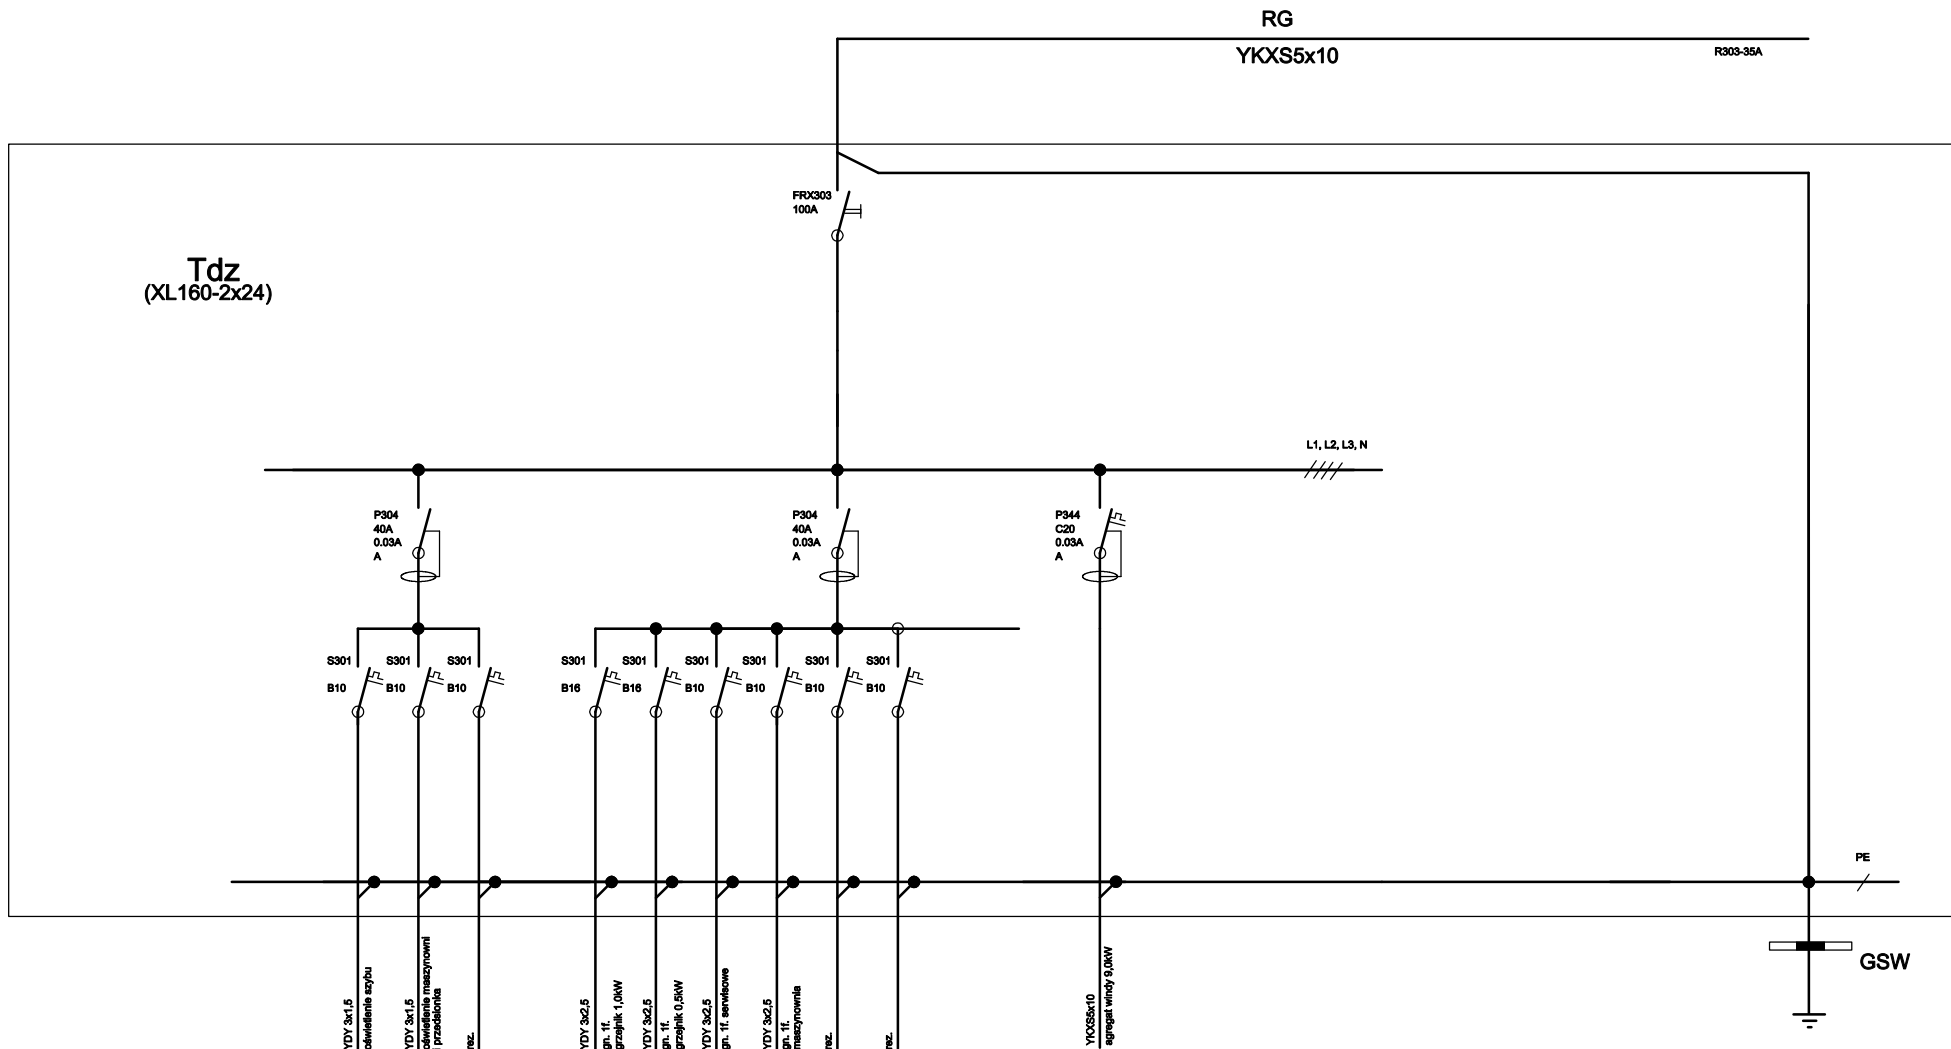 RG
YKXS5x10
R303-35A
FRX303
100A
Tdz
(XL160-2x24)
L1, L2, L3, N
P304
40A
0.03A
A
P304
40A
0.03A
A
P344
C20
0.03A
A
S301
B10
S301
B10
S301
B10
S301
B16
S301
B16
S301
B10
S301
B10
S301
B10
S301
B10
PE
GSW
YDY 3x1,5
oświetlenie szybu
YDY 3x1,5
oświetlenie maszynowni
i przedsionka
rez.
YDY 3x2,5
gn. 1f.
grzejnik 1,0kW
YDY 3x2,5
gn. 1f.
grzejnik 0,5kW
YDY 3x2,5
gn. 1f. serwisowe
YDY 3x2,5
gn. 1f.
maszynownia
rez.
rez.
YKXS5x10
agregat windy 9,0kW